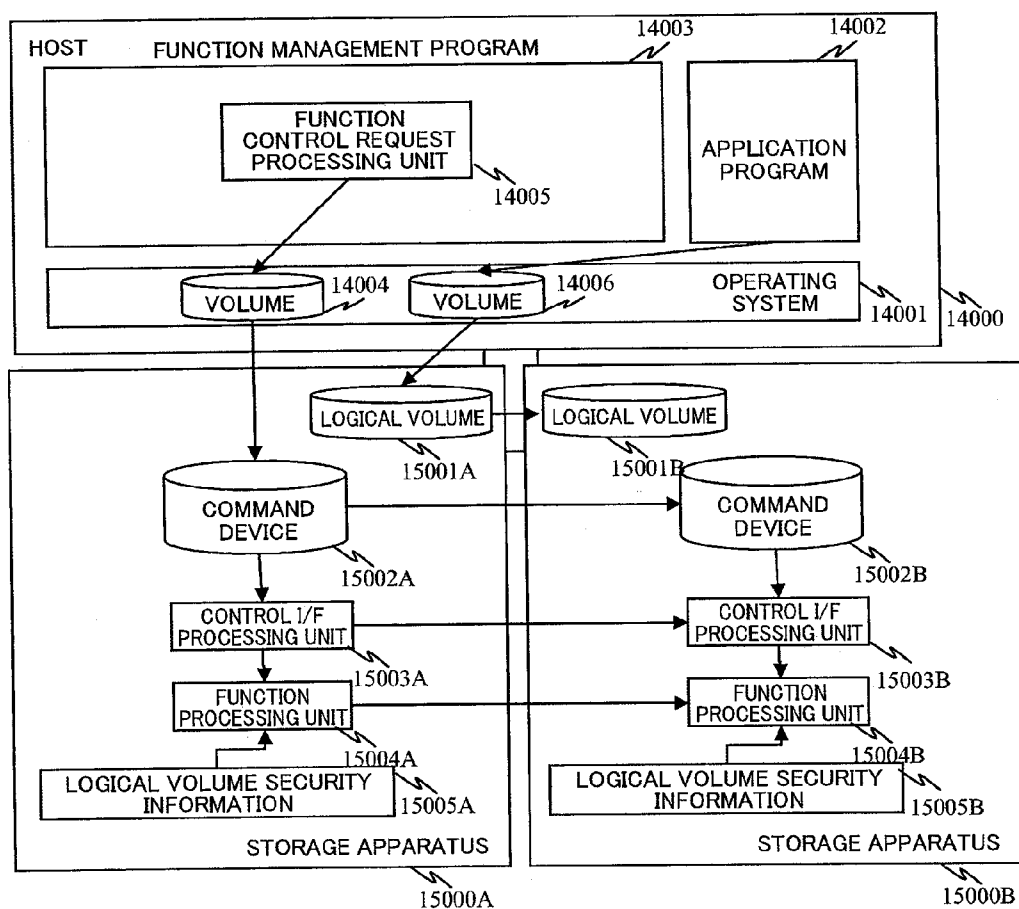 14003
14002
HOST
FUNCTION MANAGEMENT PROGRAM
FUNCTION
CONTROL REQUEST
PROCESSING UNIT
14005
APPLICATION
PROGRAM
VOLUME
14004
VOLUME
14006
OPERATING
SYSTEM
14001
14000
LOGICAL VOLUME
15001A
LOGICAL VOLUME
15001B
COMMAND
DEVICE
15002A
COMMAND
DEVICE
15002B
CONTROL I/F
PROCESSING UNIT
15003A
CONTROL I/F
PROCESSING UNIT
15003B
FUNCTION
PROCESSING UNIT
15004A
FUNCTION
PROCESSING UNIT
15004B
LOGICAL VOLUME SECURITY
INFORMATION
15005A
LOGICAL VOLUME SECURITY
INFORMATION
15005B
STORAGE APPARATUS
15000A
STORAGE APPARATUS
15000B